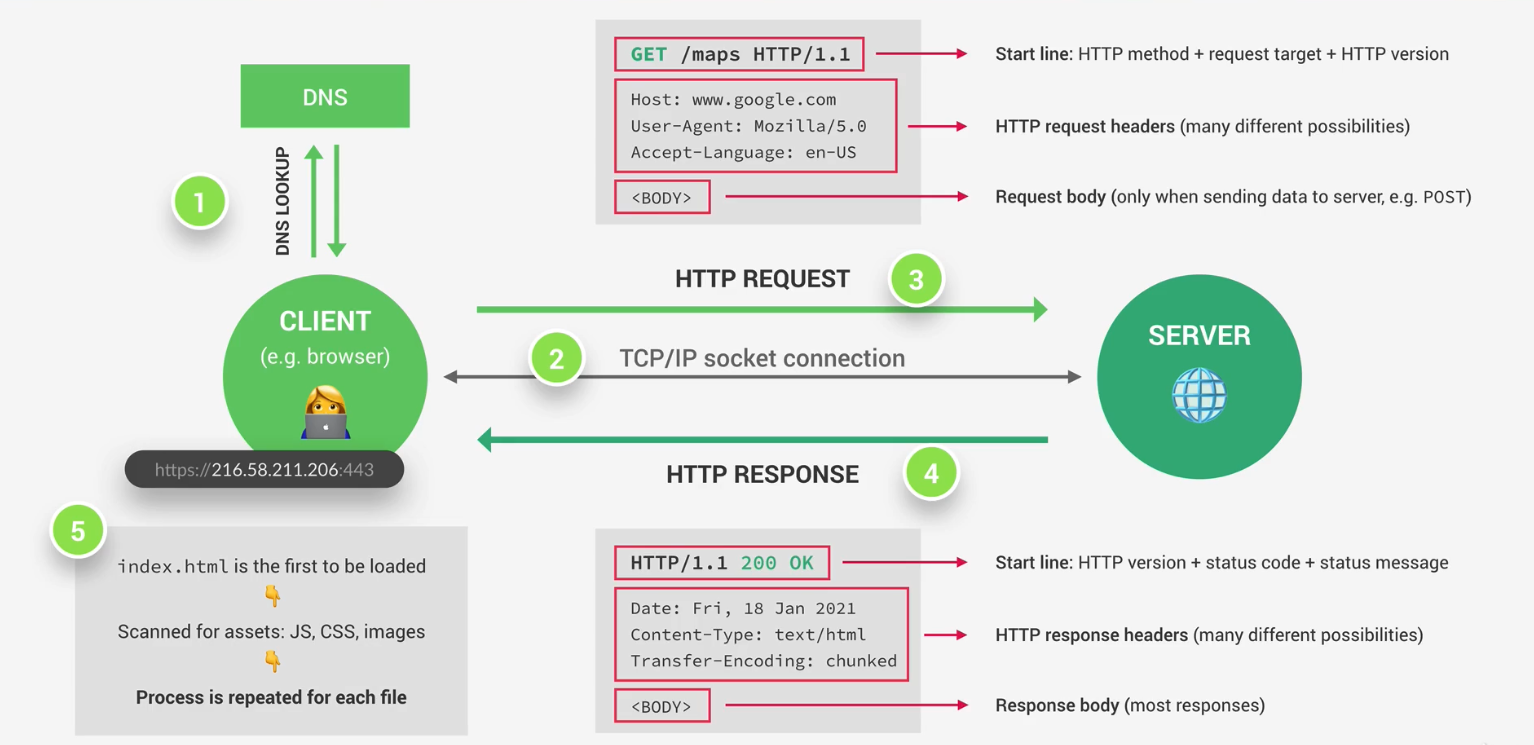 DNS
DNS LOOKUP
1
CLIENT
(e.g. browser)
https://216.58.211.206:443
GET /maps HTTP/1.1
Start line: HTTP method + request target + HTTP version
Host: www.google.com
User-Agent: Mozilla/5.0
Accept-Language: en-US
HTTP request headers (many different possibilities)
<BODY>
Request body (only when sending data to server, e.g. POST)
HTTP REQUEST
3
2
TCP/IP socket connection
SERVER
HTTP RESPONSE
4
5
index.html is the first to be loaded
Scanned for assets: JS, CSS, images
Process is repeated for each file
HTTP/1.1 200 OK
Start line: HTTP version + status code + status message
Date: Fri, 18 Jan 2021
Content-Type: text/html
Transfer-Encoding: chunked
HTTP response headers (many different possibilities)
<BODY>
Response body (most responses)